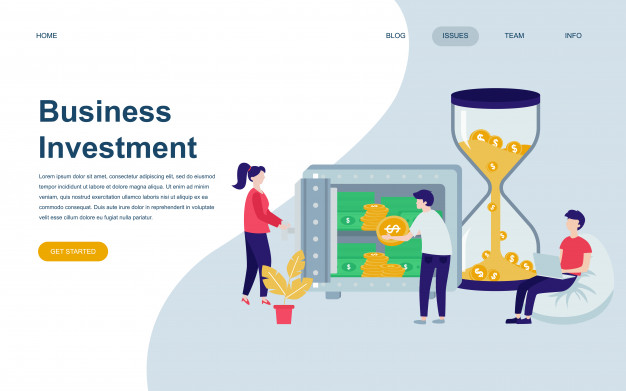 HOME
BLOG
ISSUES
TEAM
INFO
Business
Investment
Lorem ipsum dolor sit amet, consectetur adipiscing elit,
sed do eiusmod tempor incididunt ut labore et dolore
magna aliqua. Ut enim ad minim veniam, quis nostrud
exercitation ullamco laboris nisi ut aliquip ex ea commodo
consequat. Duis aute irure dolor in reprehenderit in
voluptate velit esse cillum dolore eu fugiat nulla pariatur.
GET STARTED